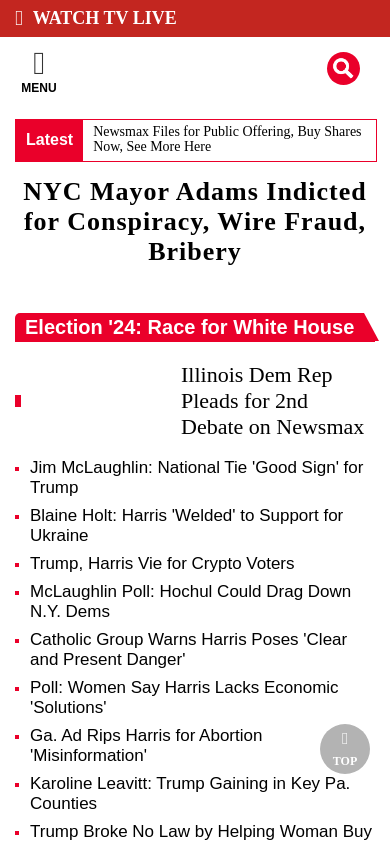 WATCH TV LIVE
MENU
Latest
Newsmax Files for Public Offering, Buy Shares
Now, See More Here
NYC Mayor Adams Indicted
for Conspiracy, Wire Fraud,
Bribery
Election '24: Race for White House
Illinois Dem Rep
Pleads for 2nd
Debate on Newsmax
Jim McLaughlin: National Tie 'Good Sign' for
Trump
Blaine Holt: Harris 'Welded' to Support for
Ukraine
Trump, Harris Vie for Crypto Voters
McLaughlin Poll: Hochul Could Drag Down
N.Y. Dems
Catholic Group Warns Harris Poses 'Clear
and Present Danger'
Poll: Women Say Harris Lacks Economic
'Solutions'
Ga. Ad Rips Harris for Abortion
'Misinformation'
TOP
Karoline Leavitt: Trump Gaining in Key Pa.
Counties
Trump Broke No Law by Helping Woman Buy